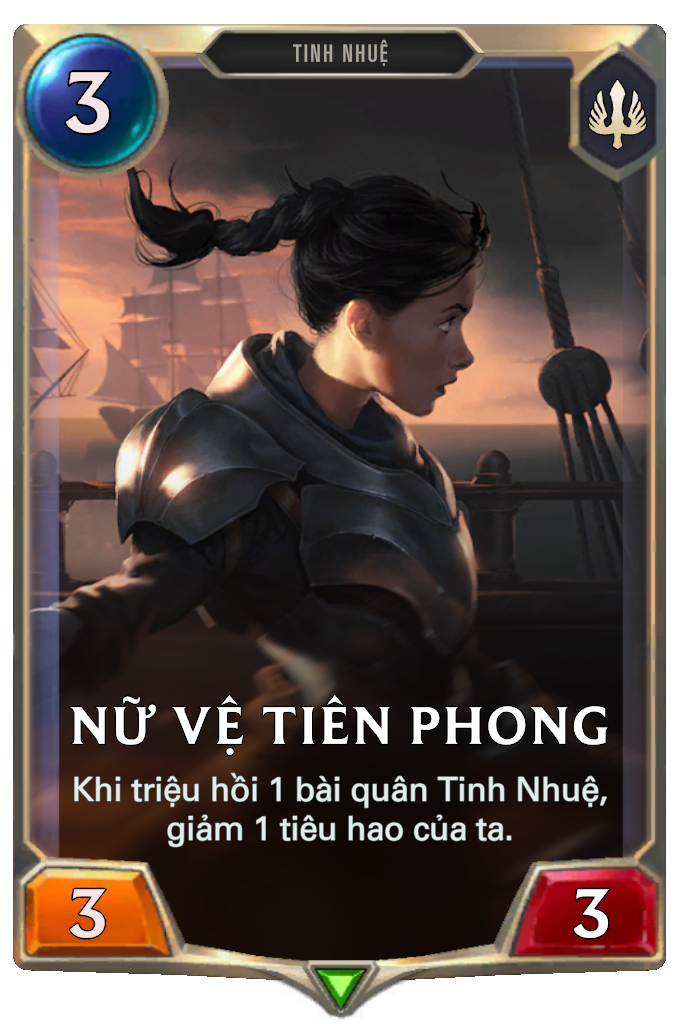 TINH NHUỆ
3
NỮ VỆ TIÊN PHONG
Khi triệu hồi 1 bài quân Tinh Nhuệ,
giảm 1 tiêu hao của ta.
3
3